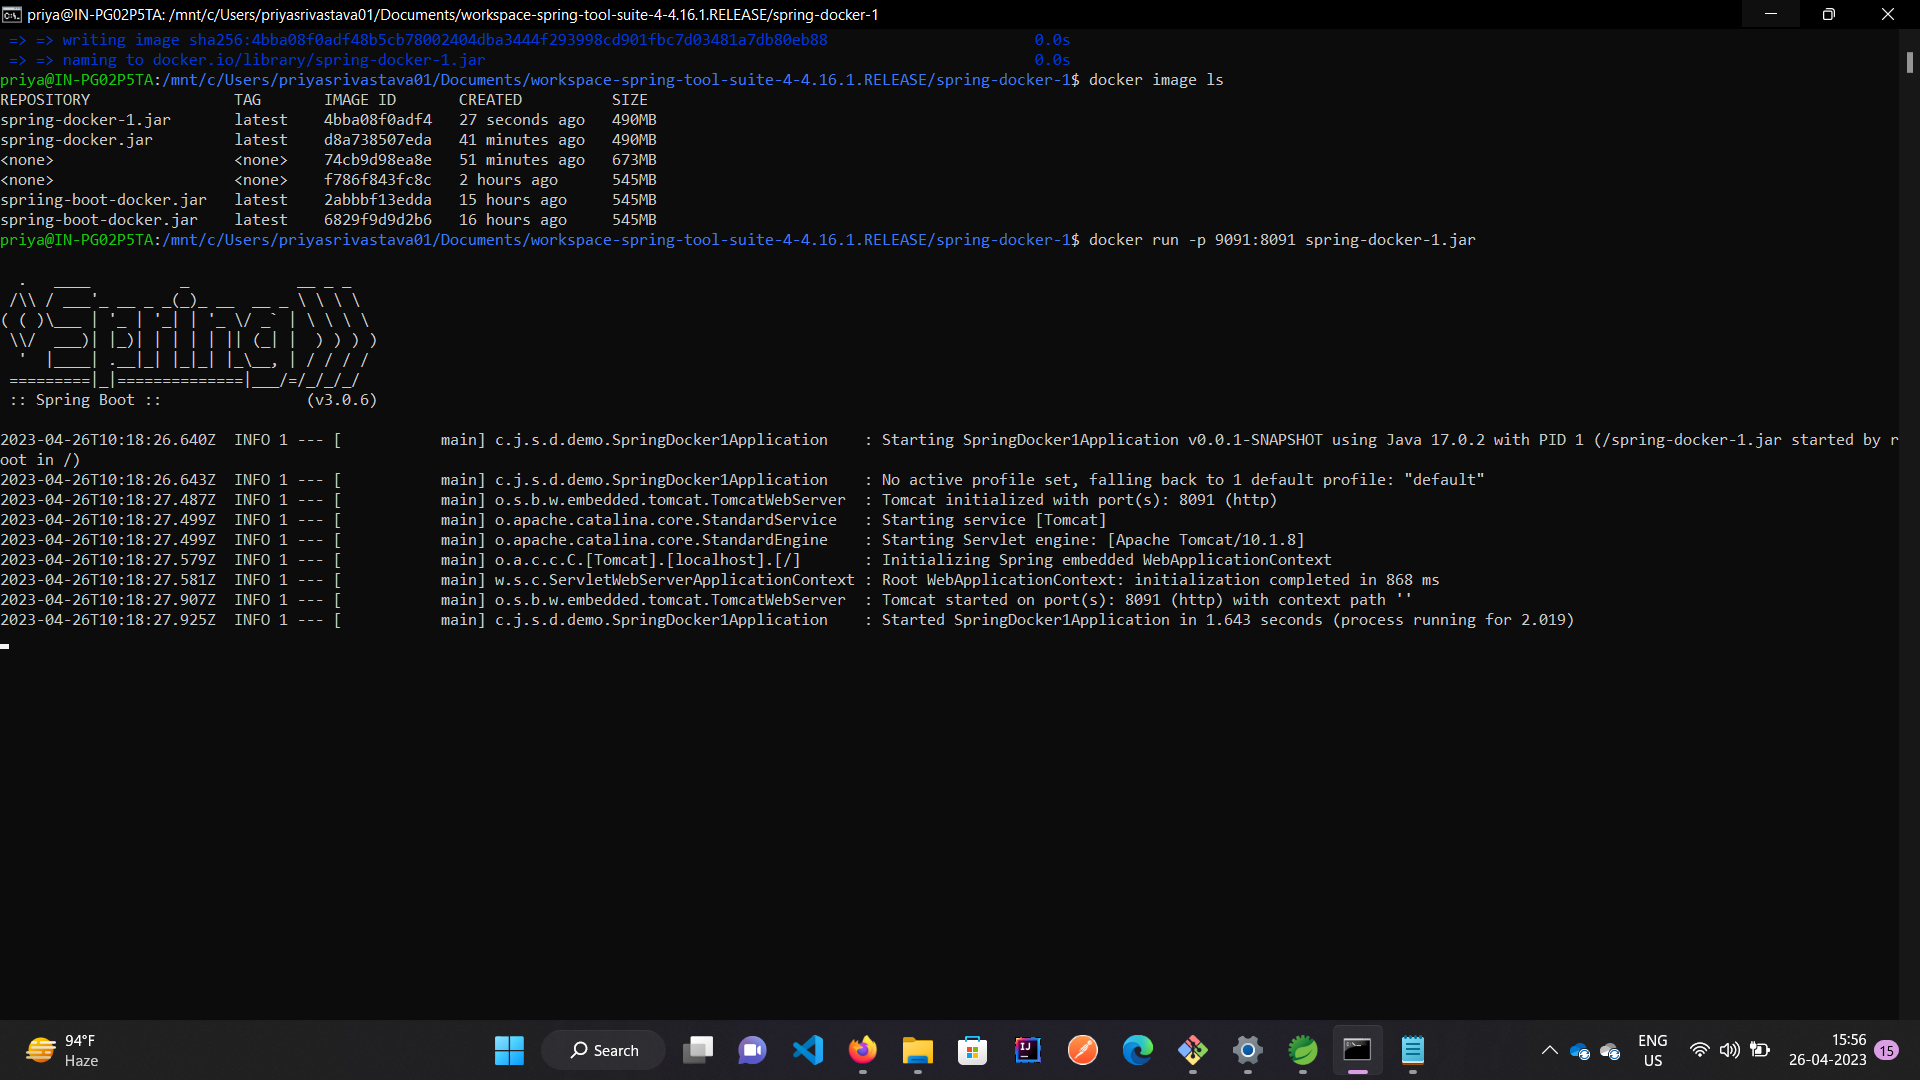 priya@IN-PG02P5TA: /mnt/c/Users/priyasrivastava01/Documents/workspace-spring-tool-suite-4-4.16.1.RELEASE/spring-docker-1
=> => writing image sha256:4bba08f0adf48b5cb78002404dba3444f293998cd901fbc7d03481a7db80eb88 0.0s
=> => naming to docker.io/library/spring-docker-1.jar 0.0s
priya@IN-PG02P5TA:/mnt/c/Users/priyasrivastava01/Documents/workspace-spring-tool-suite-4-4.16.1.RELEASE/spring-docker-1$ docker image ls
REPOSITORY TAG IMAGE ID CREATED SIZE
spring-docker-1.jar latest 4bba08f0adf4 27 seconds ago 490MB
spring-docker.jar latest d8a738507eda 41 minutes ago 490MB
<none> <none> 74cb9d98ea8e 51 minutes ago 673MB
<none> <none> f786f843fc8c 2 hours ago 545MB
spriing-boot-docker.jar latest 2abbbf13edda 15 hours ago 545MB
spring-boot-docker.jar latest 6829f9d9d2b6 16 hours ago 545MB
priya@IN-PG02P5TA:/mnt/c/Users/priyasrivastava01/Documents/workspace-spring-tool-suite-4-4.16.1.RELEASE/spring-docker-1$ docker run -p 9091:8091 spring-docker-1.jar
Spring
:: Spring Boot :: (v3.0.6)
2023-04-26T10:18:26.640Z INFO 1 --- [ main] c.j.s.d.demo.SpringDocker1Application : Starting SpringDocker1Application v0.0.1-SNAPSHOT using Java 17.0.2 with PID 1 (/spring-docker-1.jar started by r
oot in /)
2023-04-26T10:18:26.643Z INFO 1 --- [ main] c.j.s.d.demo.SpringDocker1Application : No active profile set, falling back to 1 default profile: "default"
2023-04-26T10:18:27.487Z INFO 1 --- [ main] o.s.b.w.embedded.tomcat.TomcatWebServer : Tomcat initialized with port(s): 8091 (http)
2023-04-26T10:18:27.499Z INFO 1 --- [ main] o.apache.catalina.core.StandardService : Starting service [Tomcat]
2023-04-26T10:18:27.499Z INFO 1 --- [ main] o.apache.catalina.core.StandardEngine : Starting Servlet engine: [Apache Tomcat/10.1.8]
2023-04-26T10:18:27.579Z INFO 1 --- [ main] o.a.c.c.C.[Tomcat].[localhost].[/] : Initializing Spring embedded WebApplicationContext
2023-04-26T10:18:27.581Z INFO 1 --- [ main] w.s.c.ServletWebServerApplicationContext : Root WebApplicationContext: initialization completed in 868 ms
2023-04-26T10:18:27.907Z INFO 1 --- [ main] o.s.b.w.embedded.tomcat.TomcatWebServer : Tomcat started on port(s): 8091 (http) with context path ''
2023-04-26T10:18:27.925Z INFO 1 --- [ main] c.j.s.d.demo.SpringDocker1Application : Started SpringDocker1Application in 1.643 seconds (process running for 2.019)
94°F
Haze
Search
ENG
US
15:56
26-04-2023
15